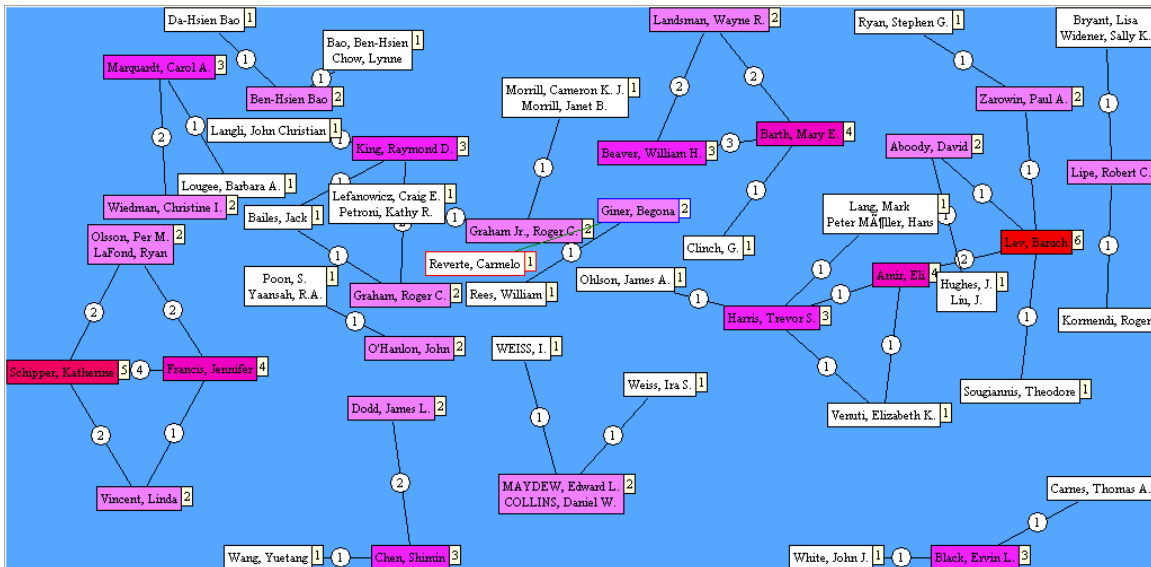 Da-Hsien Bao 1
Landsman, Wayne R. 2
Ryan, Stephen G. 1
Bryant, Lisa 1
Widener, Sally K.
Bao, Ben-Hsien 1
Chow, Lynne
1
1
1
Marquardt, Carol A. 3
2
2
Morrill, Cameron K. J. 1
Morrill, Janet B.
Ben-Hsien Bao 2
Zarowin, Paul A. 2
1
1
Langli, John Christian 1
1
Barth, Mary E. 4
2
King, Raymond D. 3
Beaver, William H. 3
3
Aboody, David 2
1
1
Lipe, Robert C. 2
1
Lougee, Barbara A. 1
Lefanowicz, Craig E. 1
Petroni, Kathy R.
Lang, Mark 1
Peter MÃ¶ller, Hans
1
Wiedman, Christine I. 2
Bailes, Jack 1
1
Giner, Begona 2
1
Olsson, Per M. 2
LaFond, Ryan
Graham Jr., Roger C. 2
Clinch, G. 1
Lev, Baruch 6
1
Reverte, Carmelo 1
1
2
Poon, S. 1
Yaansah, R.A.
Ohlson, James A. 1
1
Amir, Eli 4
Hughes, J. 1
Liu, J.
Graham, Roger C. 2
Rees, William 1
1
1
2
2
1
Harris, Trevor S. 3
Kormendi, Roger
O'Hanlon, John 2
WEISS, I. 1
1
1
Schipper, Katherine 5
4
Francis, Jennifer 4
Weiss, Ira S. 1
Sougiannis, Theodore 1
Dodd, James L. 2
1
Venuti, Elizabeth K. 1
2
1
1
2
MAYDEW, Edward L. 2
COLLINS, Daniel W.
Vincent, Linda 2
Carnes, Thomas A.
1
Wang, Yuetang 1
1
Chen, Shimin 3
White, John J. 1
1
Black, Ervin L. 3